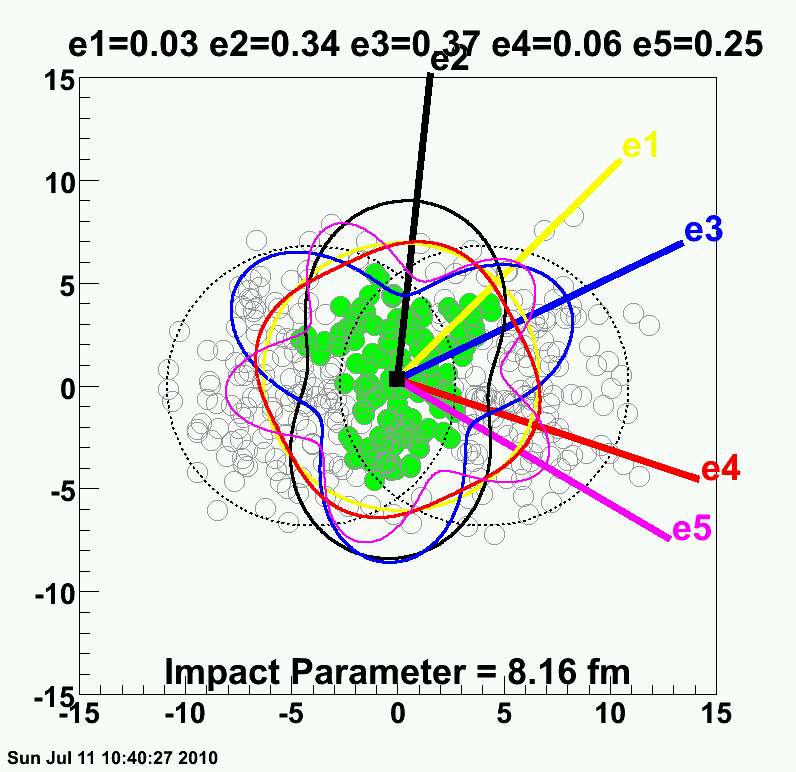 e1=0.03 e2=0.34 e3=0.37 e4=0.06 e5=0.25
e2
15
e1
10
e3
5
0
e4
-5
e5
-10
Impact Parameter = 8.16 fm
-15
-15 -10 -5 0 5 10 15
Sun Jul 11 10:40:27 2010